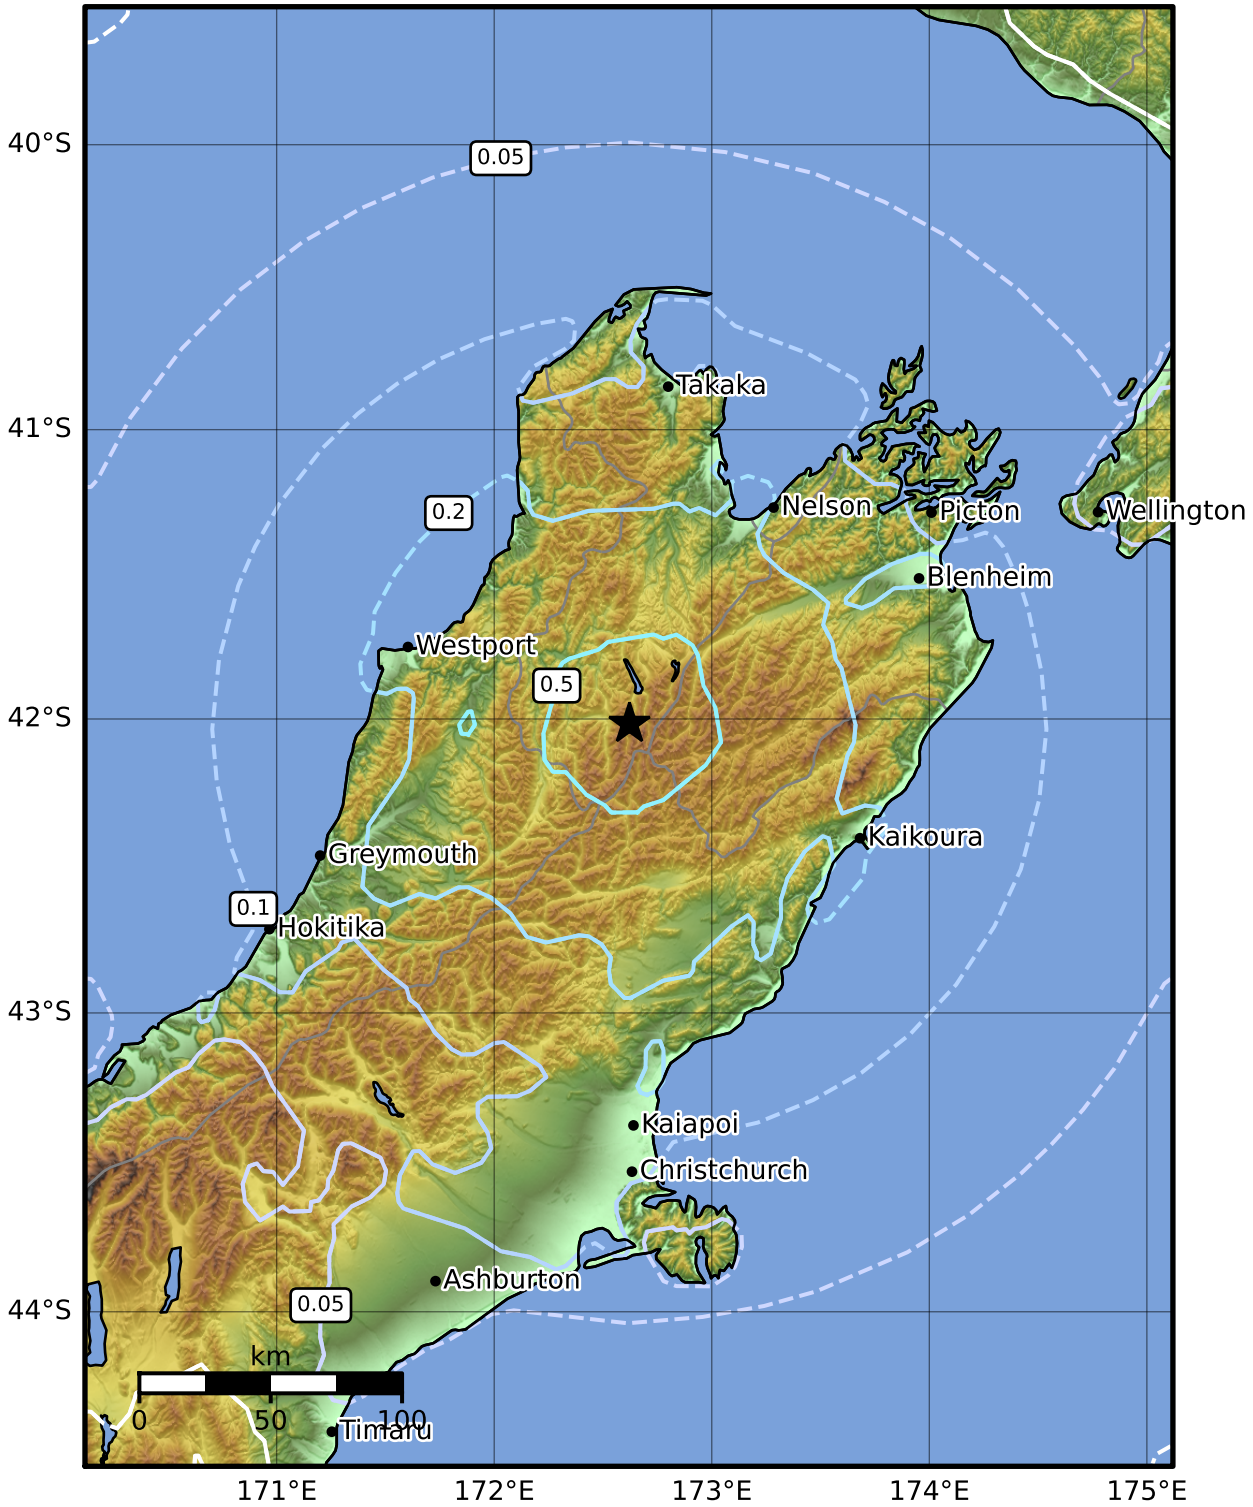 40°S
0.05
Takaka
41°S
0.2
Nelson
Picton
Wellington
Blenheim
Westport
0.5
42°S
Kaikoura
Greymouth
0.1
Hokitika
43°S
Kaiapoi
Christchurch
Ashburton
0.05
44°S
km
0 50 100
Timaru
171°E 172°E 173°E 174°E 175°E